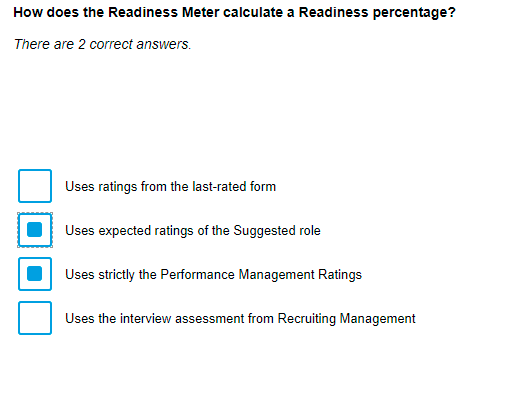 How does the Readiness Meter calculate a Readiness percentage?
There are 2 correct answers.
Uses ratings from the last-rated form
Uses expected ratings of the Suggested role
Uses strictly the Performance Management Ratings
Uses the interview assessment from Recruiting Management